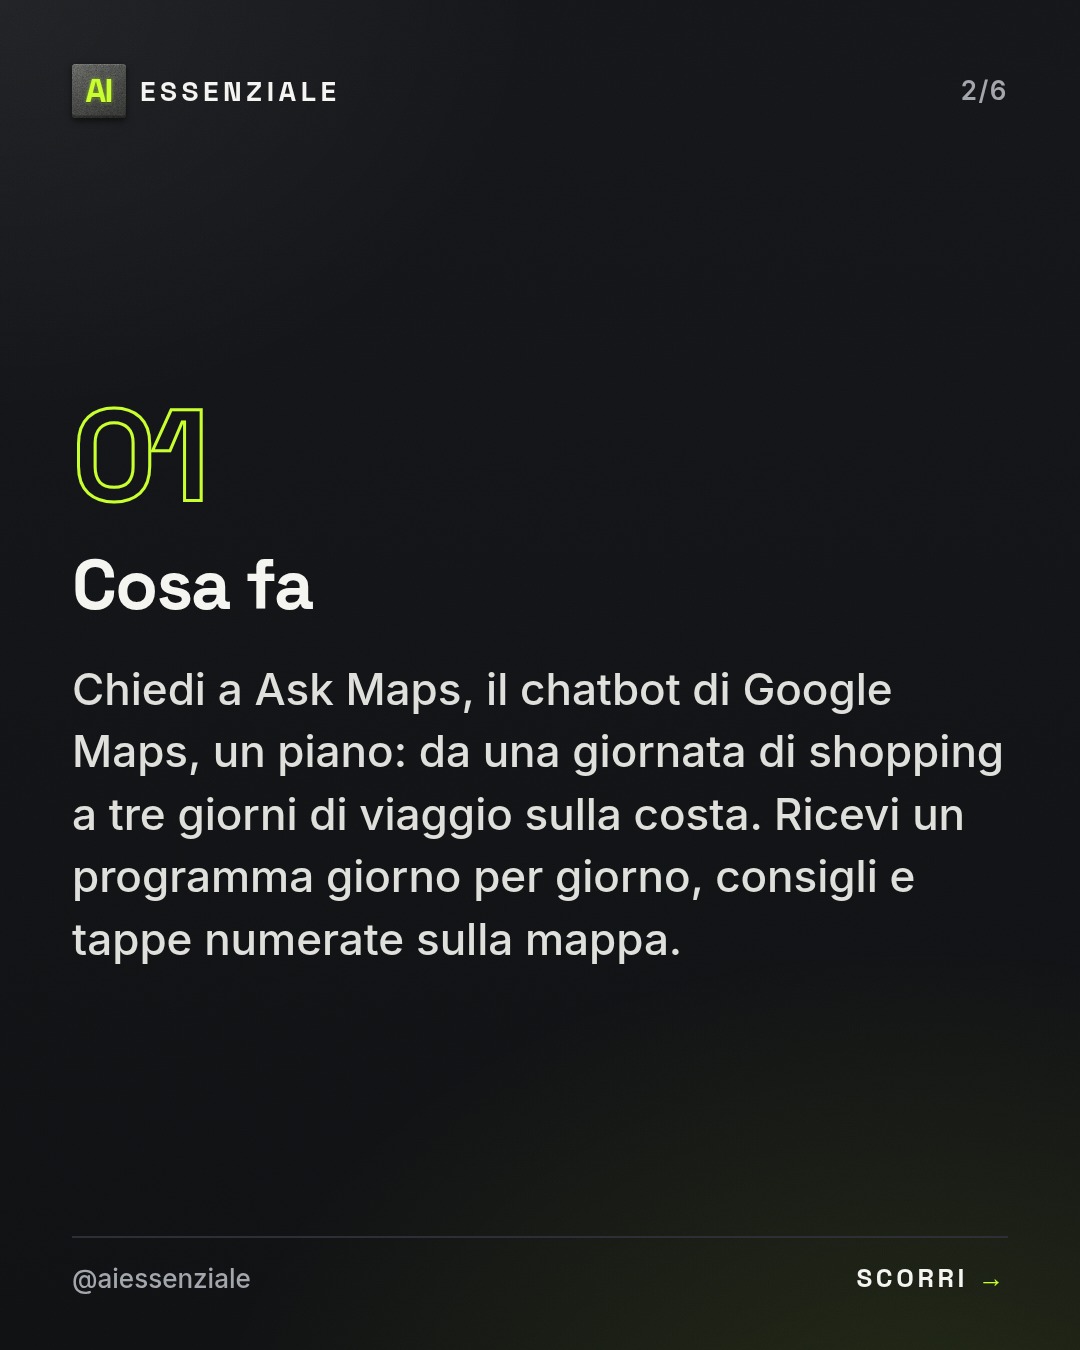 AI ESSENZIALE
2/6
01
Cosa fa
Chiedi a Ask Maps, il chatbot di Google
Maps, un piano: da una giornata di shopping
a tre giorni di viaggio sulla costa. Ricevi un
programma giorno per giorno, consigli e
tappe numerate sulla mappa.
@aiessenziale
SCORRI →